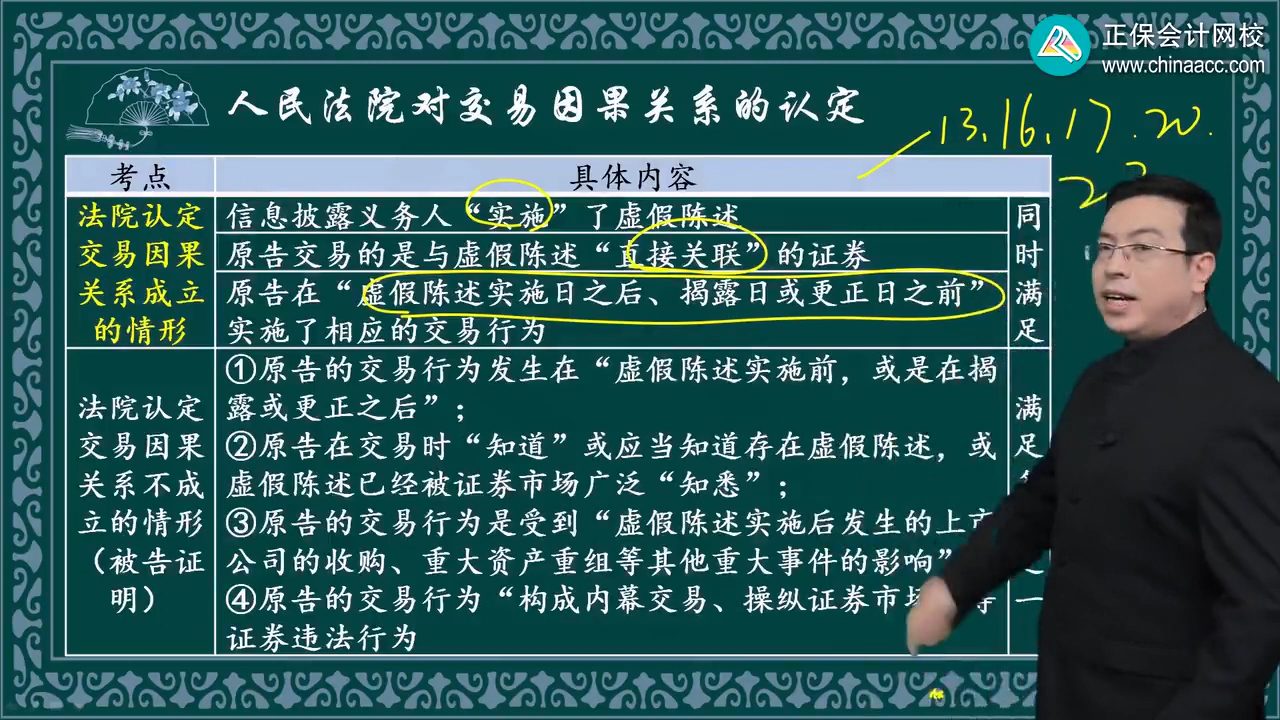 正保会计网校
www.chinaacc.com
人民法院对交易因果关系的认定
13.16.17.20.
考点
具体内容
法院认定
交易因果
关系成立
的情形
信息披露义务人“实施”了虚假陈述
原告交易的是与虚假陈述“直接关联”的证券
原告在“虚假陈述实施日之后、揭露日或更正日之前”
实施了相应的交易行为
同
时
满
足
法院认定
交易因果
关系不成
立的情形
（被告证
明）
①原告的交易行为发生在“虚假陈述实施前，或是在揭
露或更正之后”；
②原告在交易时“知道”或应当知道存在虚假陈述，或
虚假陈述已经被证券市场广泛“知悉”；
③原告的交易行为是受到“虚假陈述实施后发生的上市
公司的收购、重大资产重组等其他重大事件的影响”
④原告的交易行为“构成内幕交易、操纵证券市场
证券违法行为
满
足
一